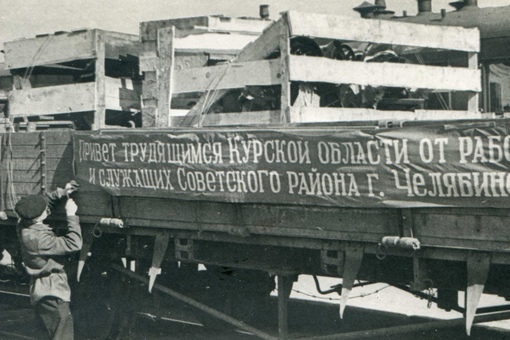 Привет трудящимся Курской области от рабо
и служащих Советского района г. Челябинс